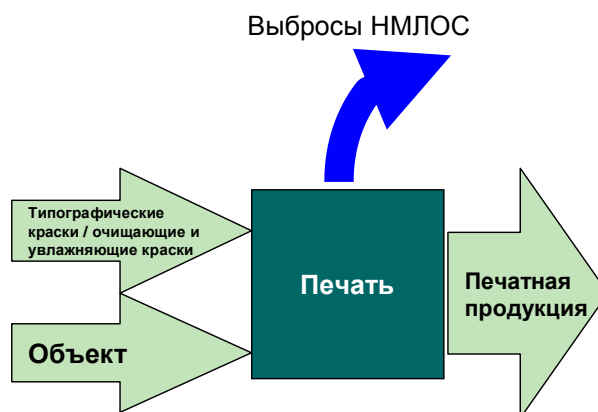 Выбросы НМЛОС
Типографические
краски / очищающие и
увлажняющие краски
Печать
Печатная
продукция
Объект